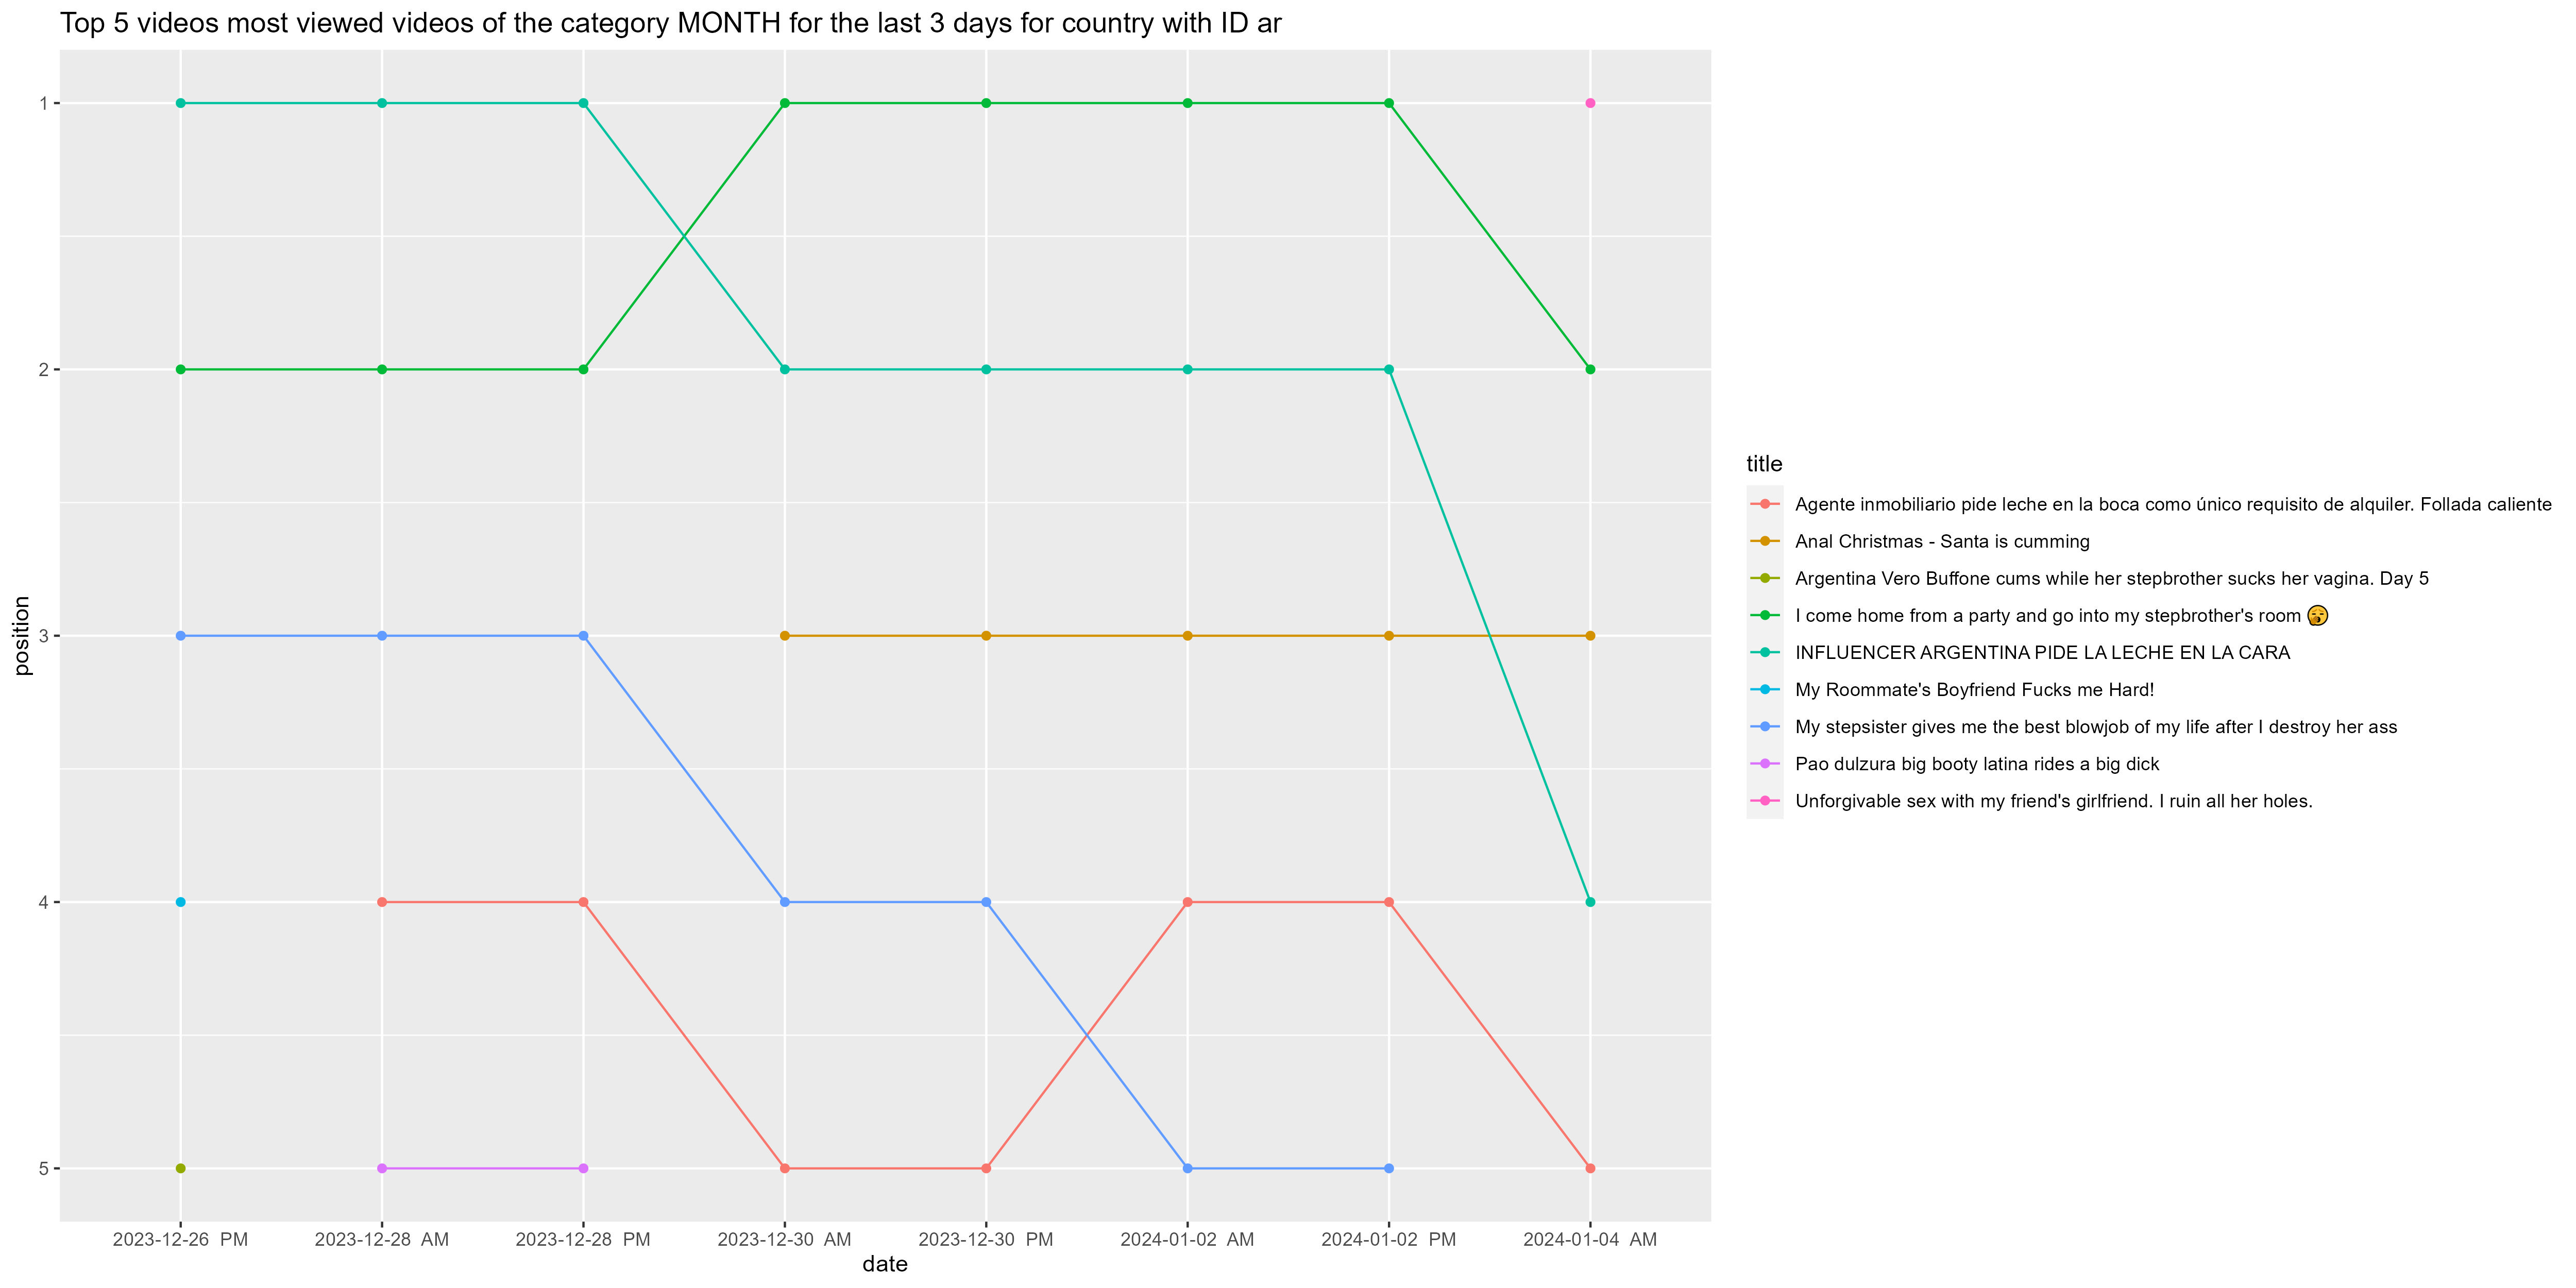 Top 5 videos most viewed videos of the category MONTH for the last 3 days for country with ID ar
position
1
2
3
4
5
2023-12-26 PM
2023-12-28 AM
2023-12-28 PM
2023-12-30 AM
2023-12-30 PM
2024-01-02 AM
2024-01-02 PM
2024-01-04 AM
date
title
Agente inmobiliario pide leche en la boca como único requisito de alquiler. Follada caliente
Anal Christmas - Santa is cumming
Argentina Vero Buffone cums while her stepbrother sucks her vagina. Day 5
I come home from a party and go into my stepbrother's room 🥱
INFLUENCER ARGENTINA PIDE LA LECHE EN LA CARA
My Roommate's Boyfriend Fucks me Hard!
My stepsister gives me the best blowjob of my life after I destroy her ass
Pao dulzura big booty latina rides a big dick
Unforgivable sex with my friend's girlfriend. I ruin all her holes.